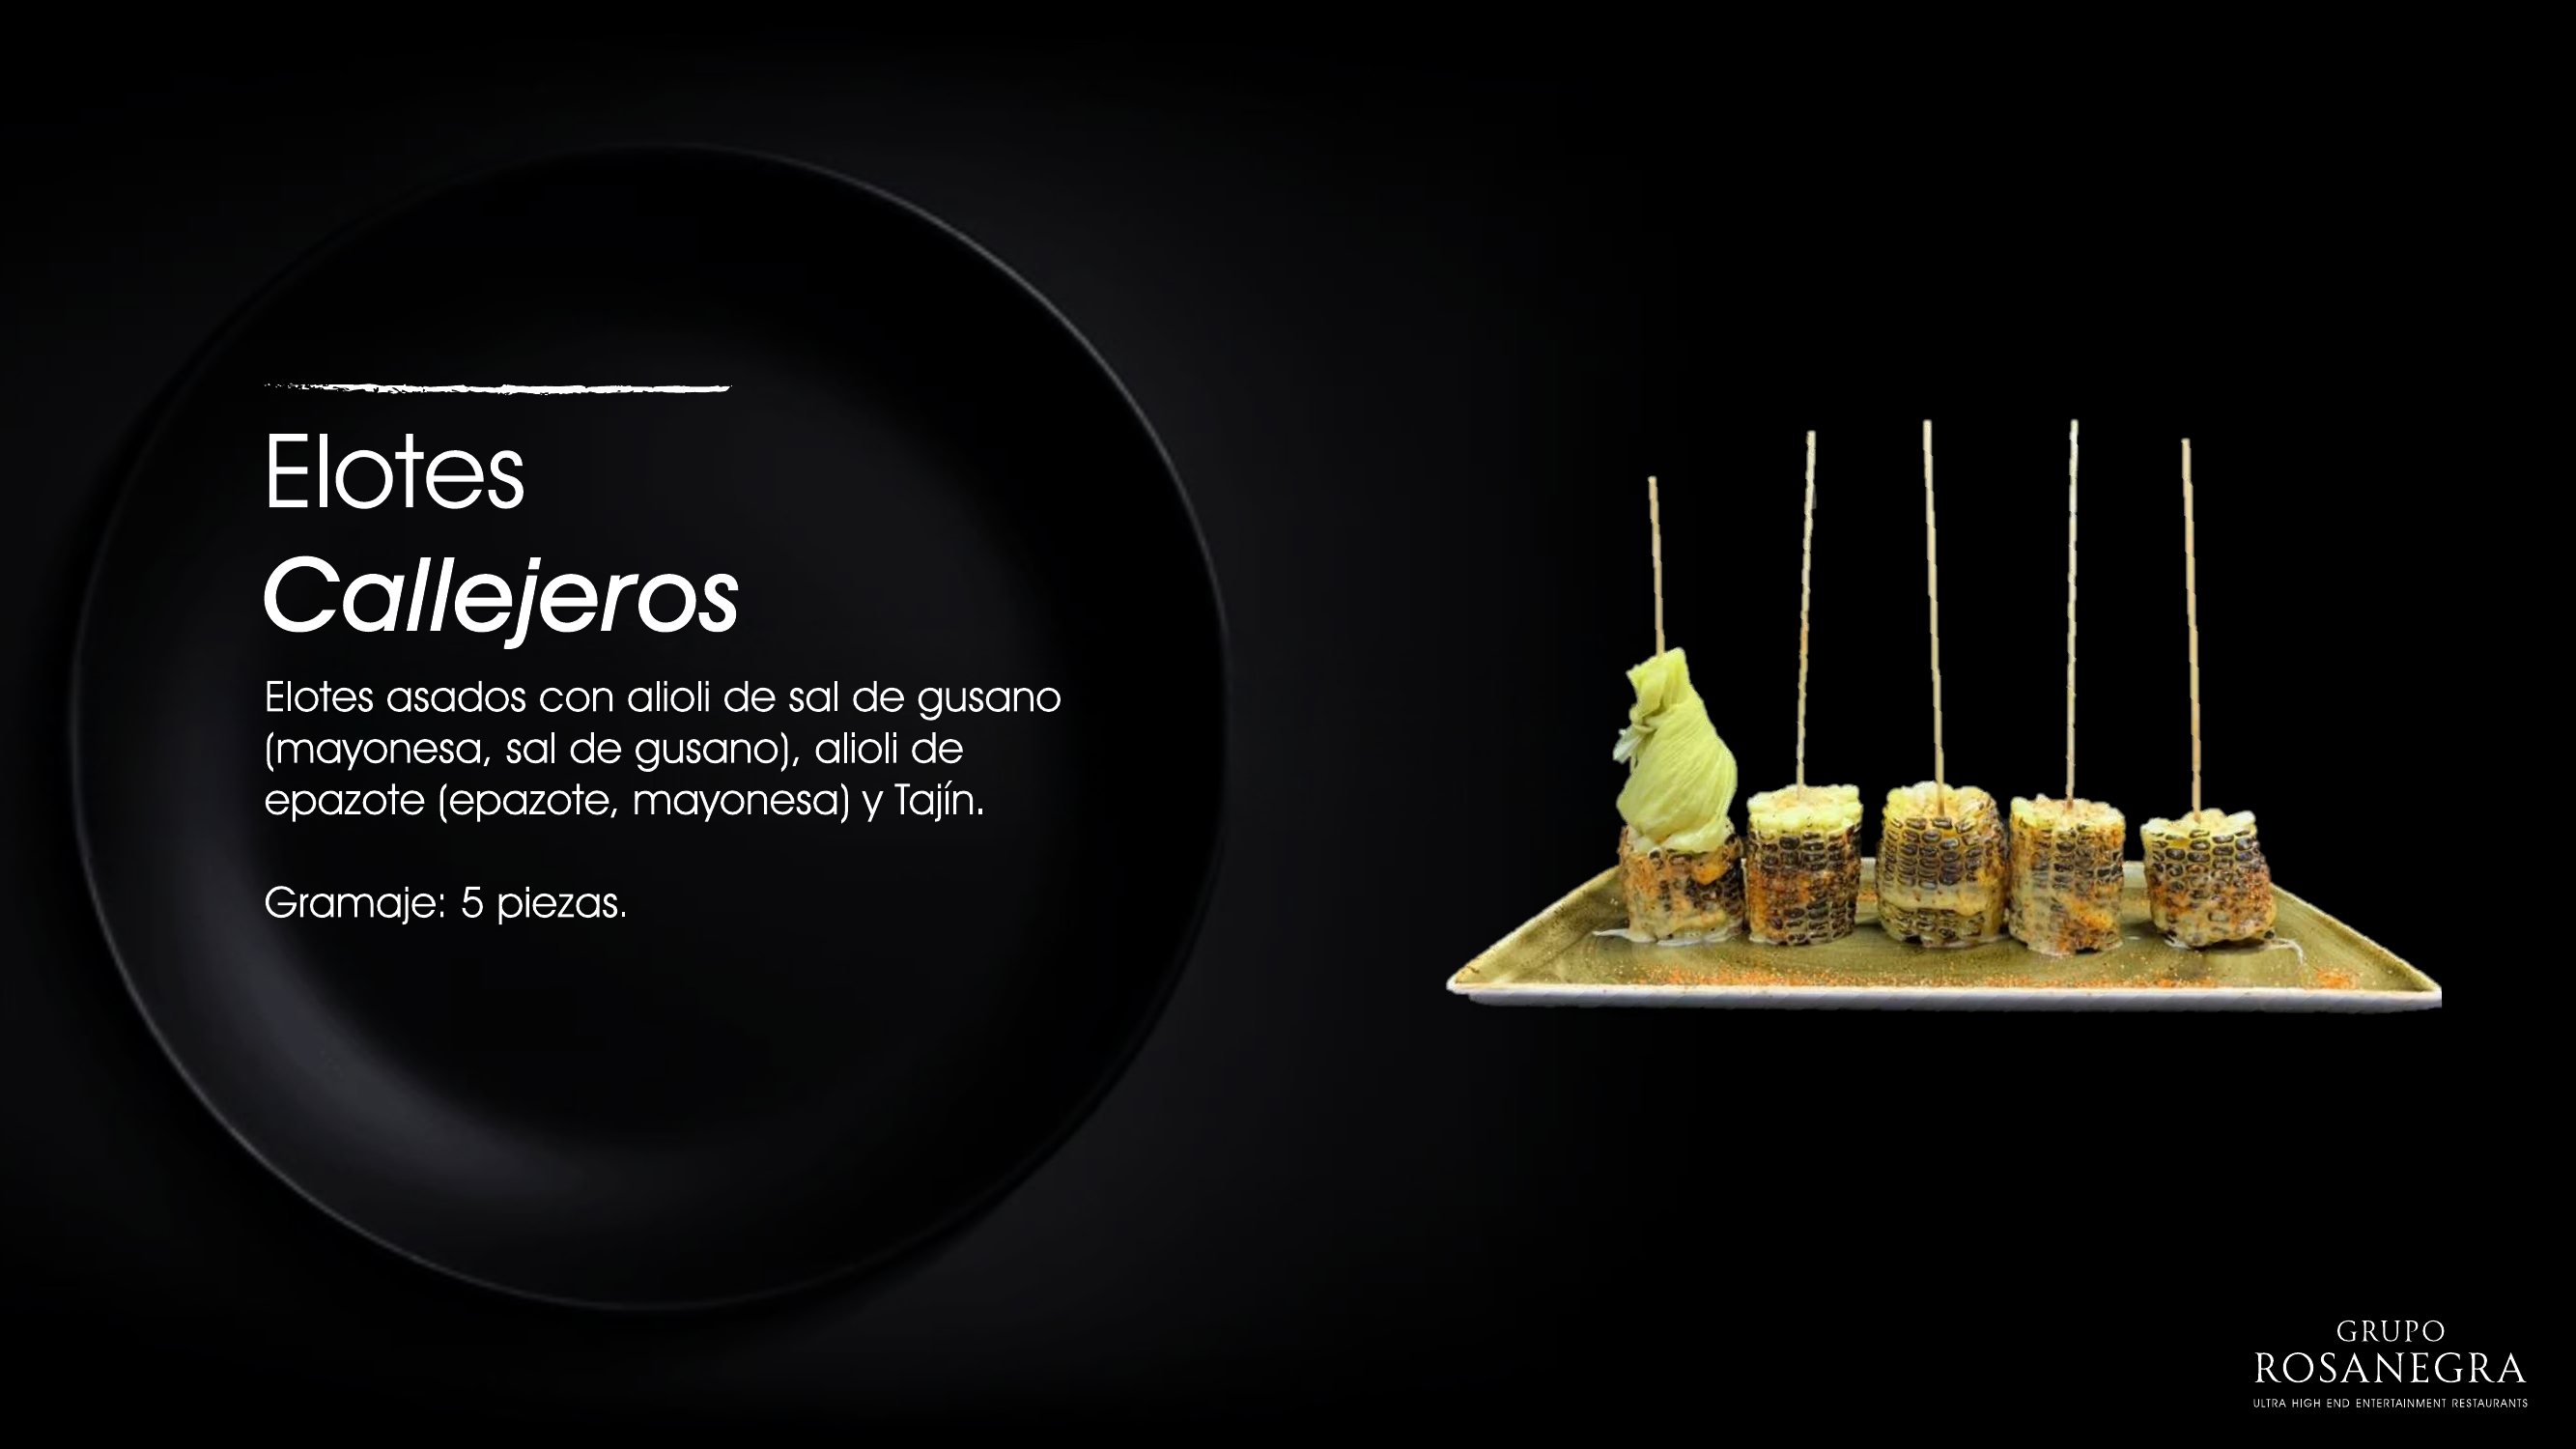 Elotes
Callejeros
Elotes asados con alioli de sal de gusano
(mayonesa, sal de gusano), alioli de
epazote (epazote, mayonesa) y Tajín.
Gramaje: 5 piezas.
GRUPO
ROSANEGRA
ULTRA HIGH END ENTERTAINMENT RESTAURANTS